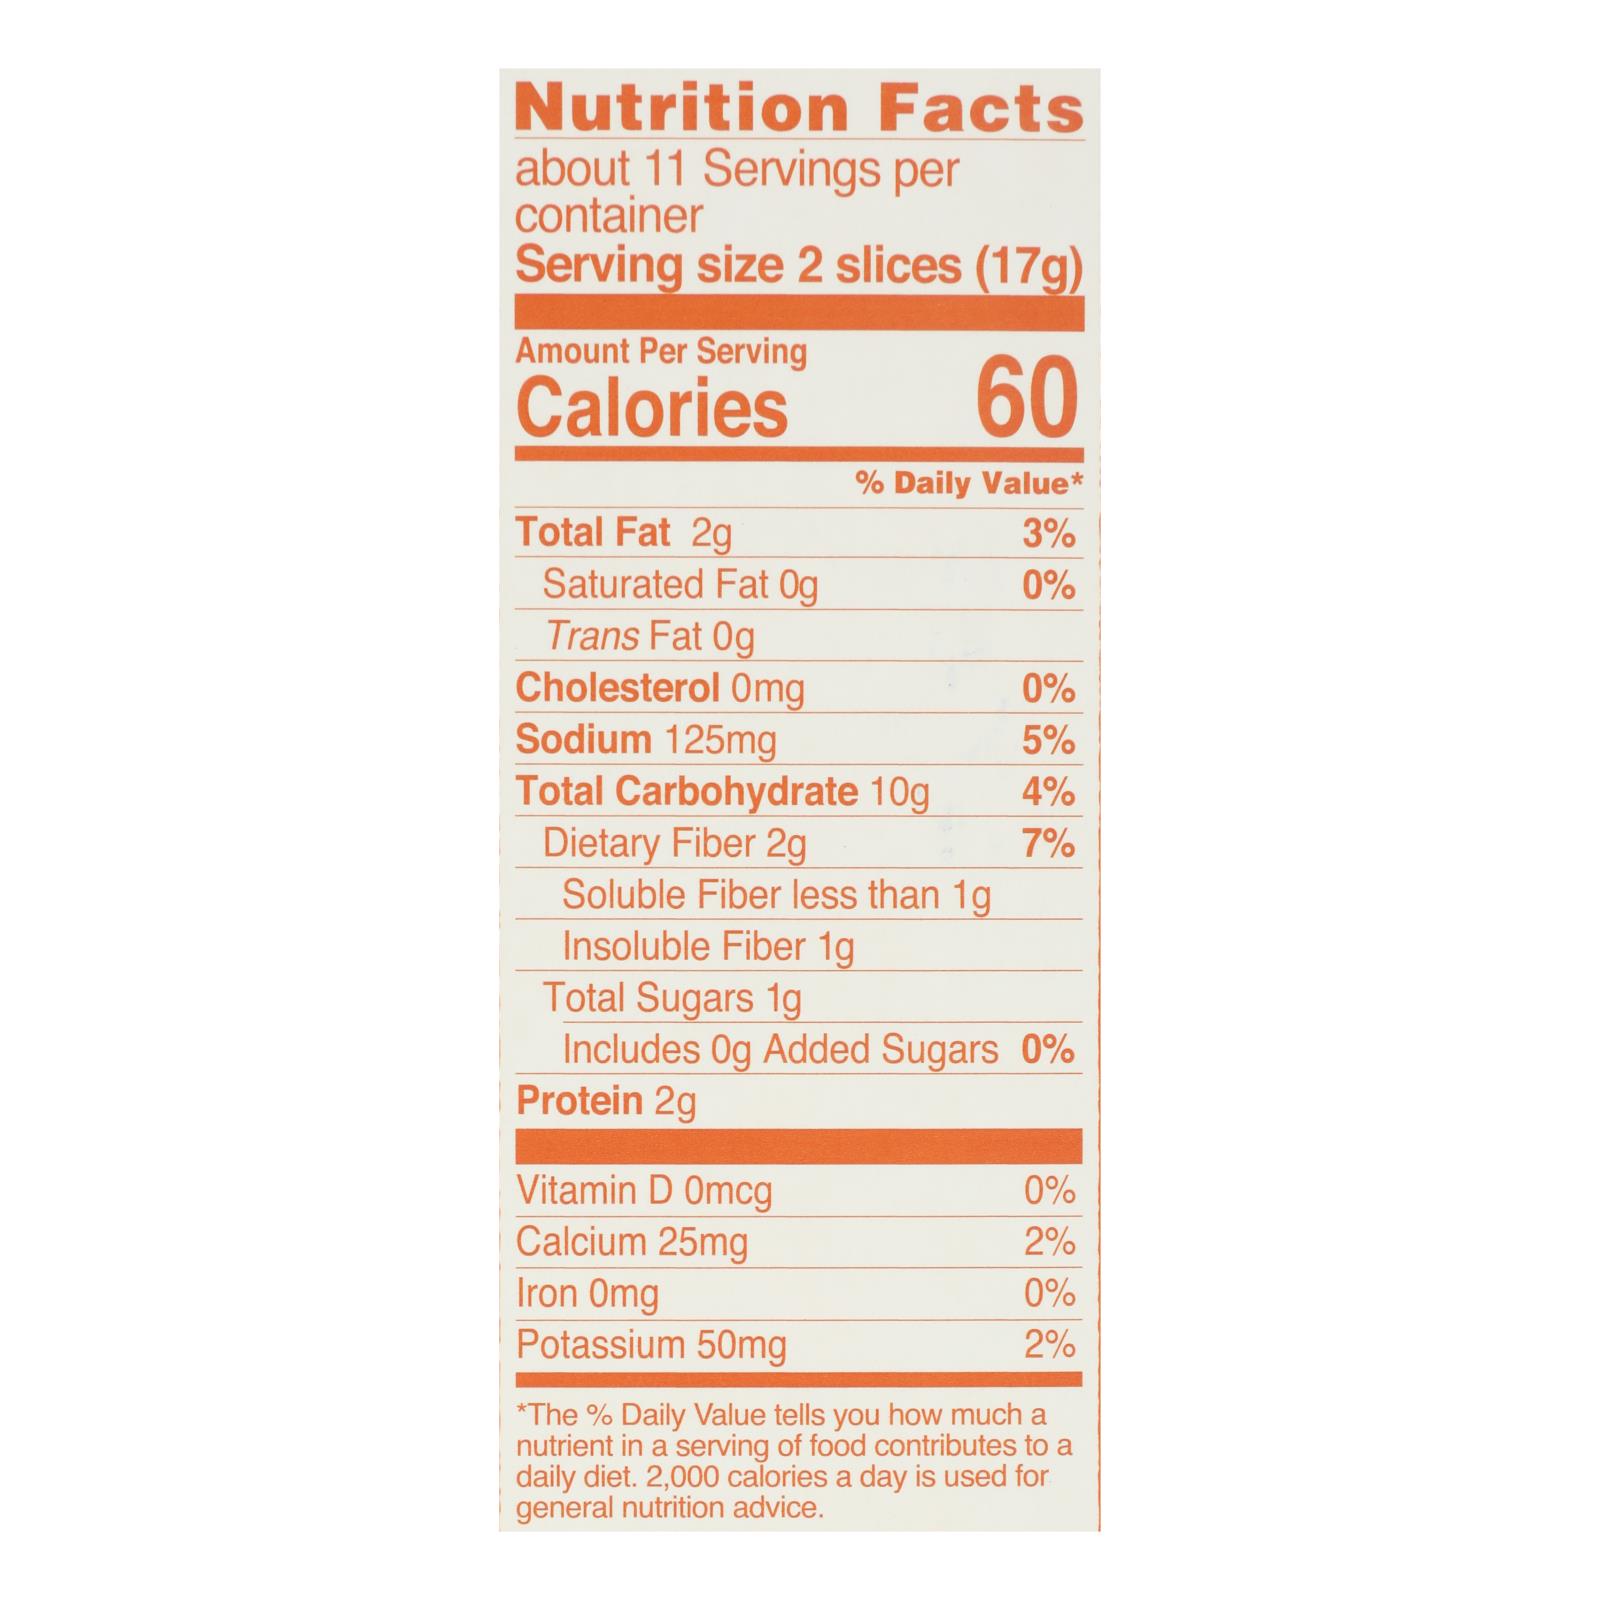 Nutrition Facts
about 11 Servings per
container
Serving size 2 slices (17g)
Amount Per Serving
Calories 60
% Daily Value*
Total Fat 2g 3%
Saturated Fat 0g 0%
Trans Fat 0g
Cholesterol 0mg 0%
Sodium 125mg 5%
Total Carbohydrate 10g 4%
Dietary Fiber 2g 7%
Soluble Fiber less than 1g
Insoluble Fiber 1g
Total Sugars 1g
Includes 0g Added Sugars 0%
Protein 2g
Vitamin D 0mcg 0%
Calcium 25mg 2%
Iron 0mg 0%
Potassium 50mg 2%
*The % Daily Value tells you how much a
nutrient in a serving of food contributes to a
daily diet. 2,000 calories a day is used for
general nutrition advice.